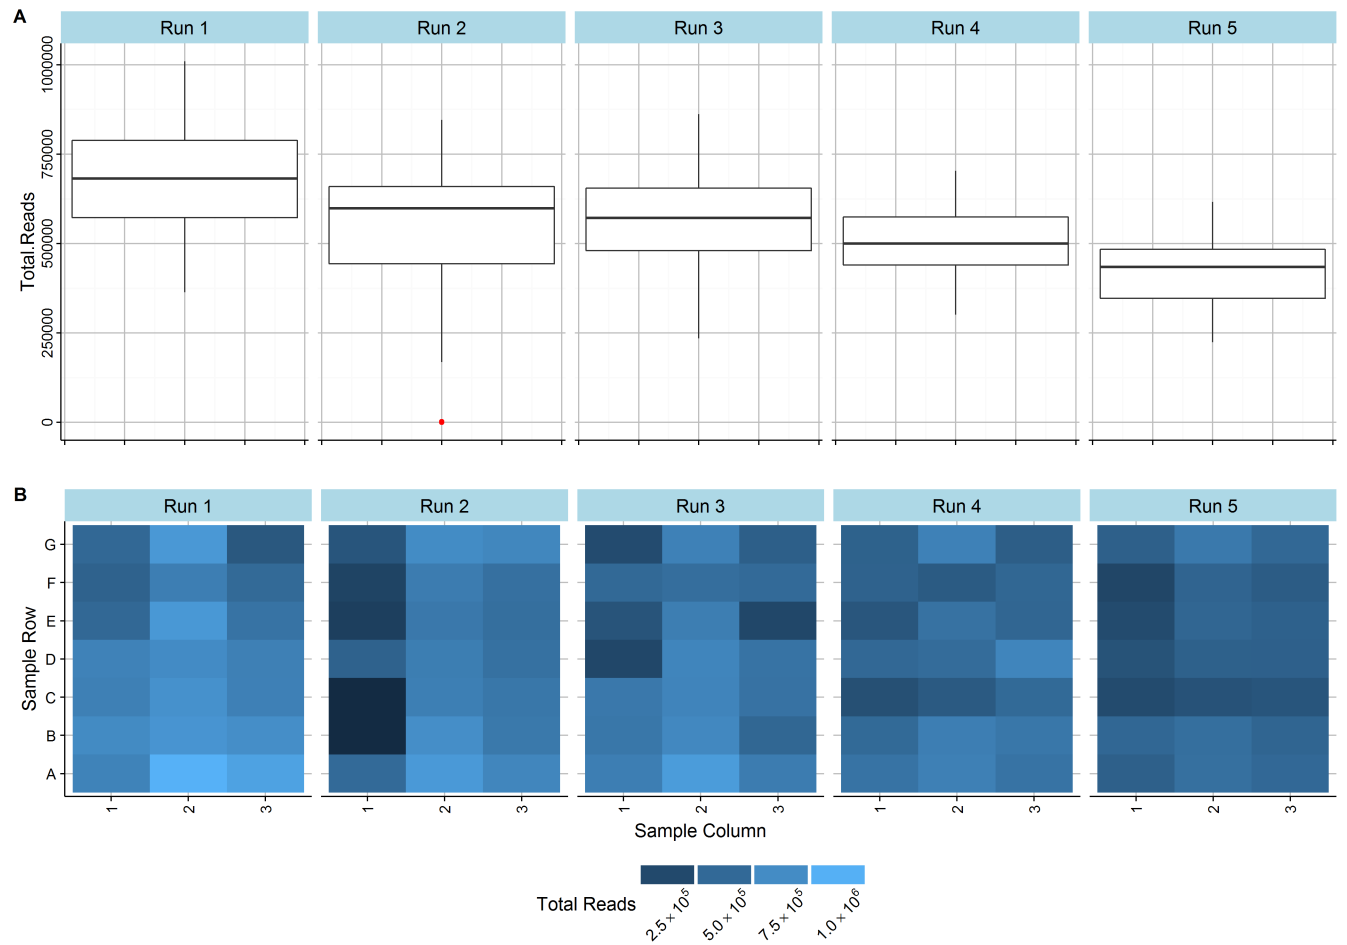 A
Run 1 Run 2 Run 3 Run 4 Run 5
Total.Reads
1000000
750000
500000
250000
0
B
Run 1 Run 2 Run 3 Run 4 Run 5
Sample Row
G
F
E
D
C
B
A
1 2 3 1 2 3 1 2 3 1 2 3 1 2 3
Sample Column
Total Reads
2.5 × 10⁵ 5.0 × 10⁵ 7.5 × 10⁵ 1.0 × 10⁶